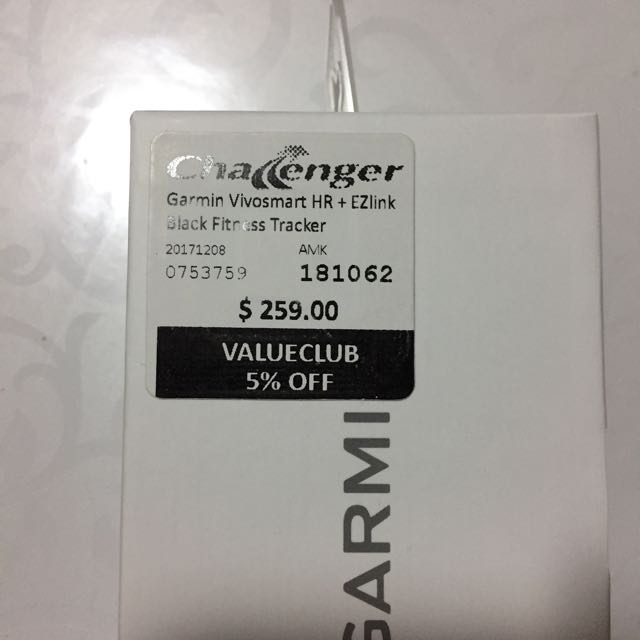 Challenger
Garmin Vivosmart HR + EZlink
Black Fitness Tracker
20171208 AMK
0753759 181062
$ 259.00
VALUECLUB
5% OFF
GARMI